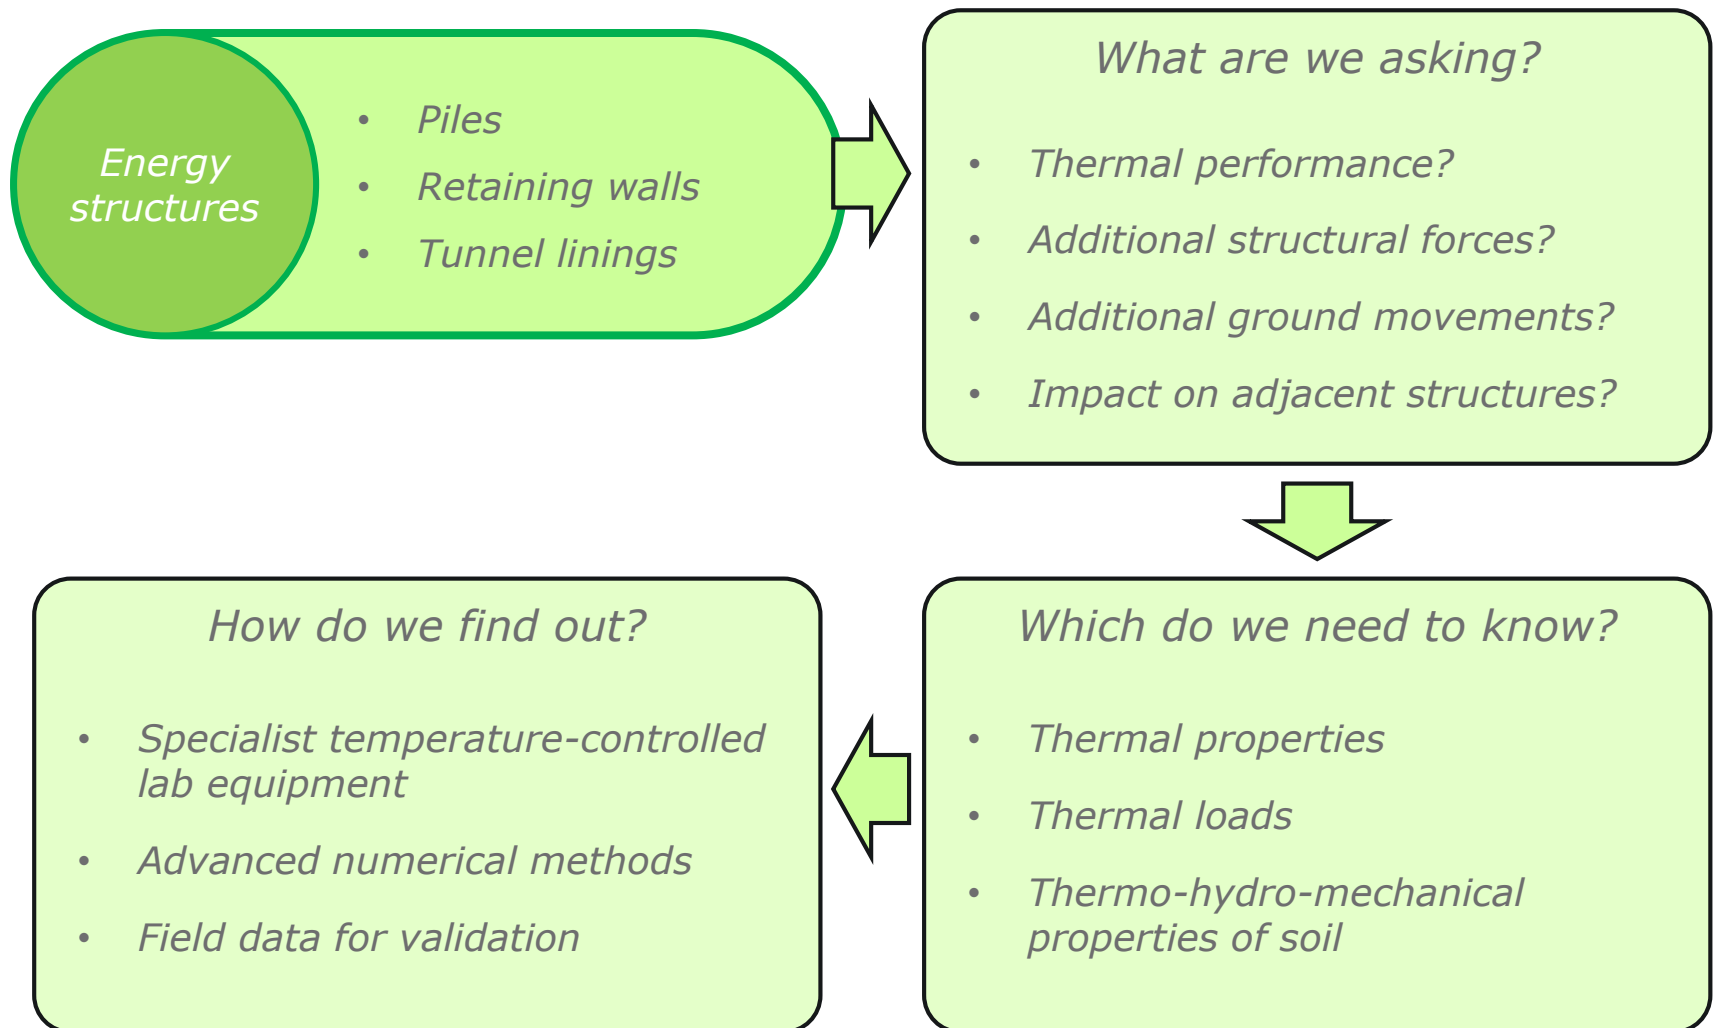 Energy
structures
• Piles
• Retaining walls
• Tunnel linings
What are we asking?
• Thermal performance?
• Additional structural forces?
• Additional ground movements?
• Impact on adjacent structures?
Which do we need to know?
• Thermal properties
• Thermal loads
• Thermo-hydro-mechanical
properties of soil
How do we find out?
• Specialist temperature-controlled
lab equipment
• Advanced numerical methods
• Field data for validation